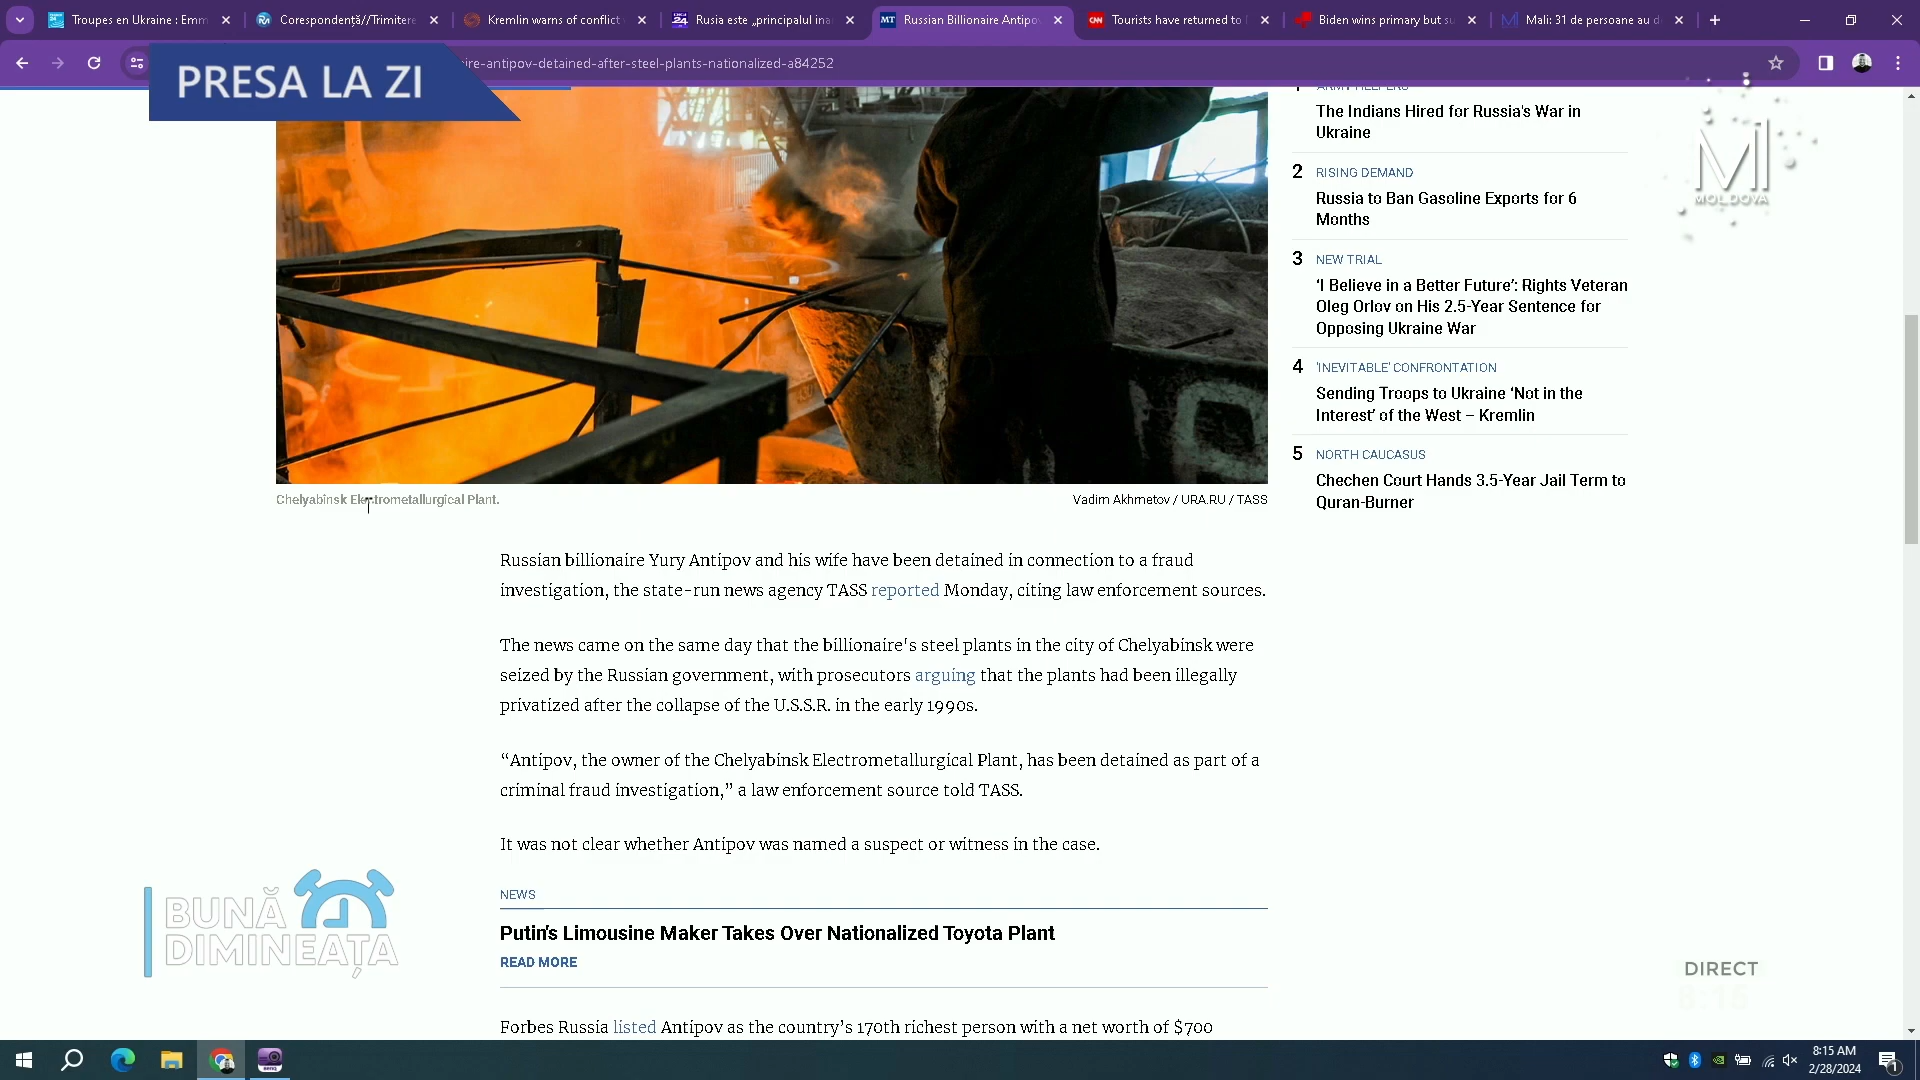 Troupes en Ukraine : Emm
Corespondență//Trimitere
Kremlin warns of conflict
Rusia este „principalul ina
Russian Billionaire Antipov
Tourists have returned to
Biden wins primary but su
Mali: 31 de persoane au d
PRESA LA ZI
ire-antipov-detained-after-steel-plants-nationalized-a84252
MOLDOVA
1 ARMY HELPERS
The Indians Hired for Russia's War in
Ukraine
2 RISING DEMAND
Russia to Ban Gasoline Exports for 6
Months
3 NEW TRIAL
‘I Believe in a Better Future’: Rights Veteran
Oleg Orlov on His 2.5-Year Sentence for
Opposing Ukraine War
4 'INEVITABLE' CONFRONTATION
Sending Troops to Ukraine ‘Not in the
Interest’ of the West – Kremlin
5 NORTH CAUCASUS
Chechen Court Hands 3.5-Year Jail Term to
Quran-Burner
Chelyabinsk Electrometallurgical Plant.
Vadim Akhmetov / URA.RU / TASS
Russian billionaire Yury Antipov and his wife have been detained in connection to a fraud
investigation, the state-run news agency TASS reported Monday, citing law enforcement sources.
The news came on the same day that the billionaire's steel plants in the city of Chelyabinsk were
seized by the Russian government, with prosecutors arguing that the plants had been illegally
privatized after the collapse of the U.S.S.R. in the early 1990s.
“Antipov, the owner of the Chelyabinsk Electrometallurgical Plant, has been detained as part of a
criminal fraud investigation,” a law enforcement source told TASS.
It was not clear whether Antipov was named a suspect or witness in the case.
NEWS
Putin’s Limousine Maker Takes Over Nationalized Toyota Plant
READ MORE
Forbes Russia listed Antipov as the country’s 170th richest person with a net worth of $700
BUNĂ
DIMINEAȚA
DIRECT
8:15
8:15 AM
2/28/2024